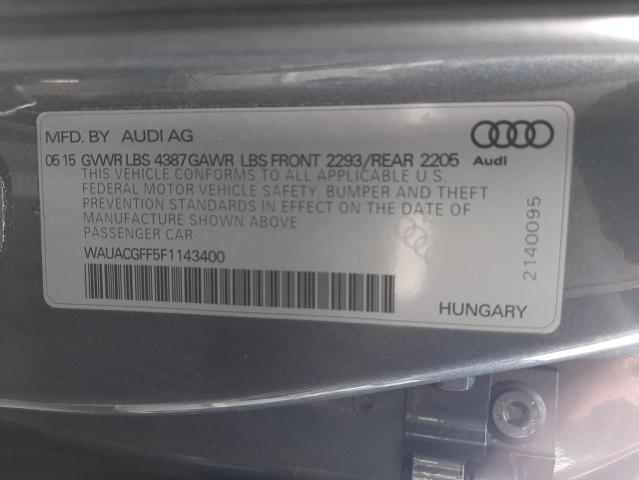 MFD. BY AUDI AG
05 15 GVWR LBS 4387 GAWR LBS FRONT 2293/REAR 2205
Audi
THIS VEHICLE CONFORMS TO ALL APPLICABLE U.S.
FEDERAL MOTOR VEHICLE SAFETY, BUMPER AND THEFT
PREVENTION STANDARDS IN EFFECT ON THE DATE OF
MANUFACTURE SHOWN ABOVE
PASSENGER CAR
WAUACGFF5F1143400
2140095
HUNGARY